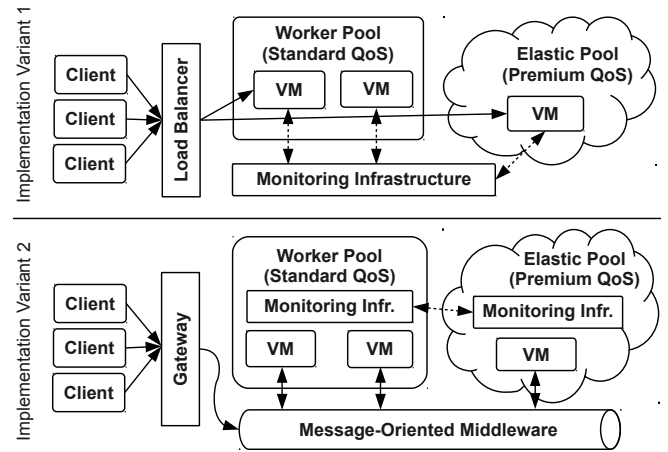 Implementation Variant 1
Client
Client
Client
Load Balancer
Worker Pool
(Standard QoS)
VM
VM
Elastic Pool
(Premium QoS)
VM
Monitoring Infrastructure
Implementation Variant 2
Client
Client
Client
Gateway
Worker Pool
(Standard QoS)
Monitoring Infr.
VM
VM
Elastic Pool
(Premium QoS)
Monitoring Infr.
VM
Message-Oriented Middleware